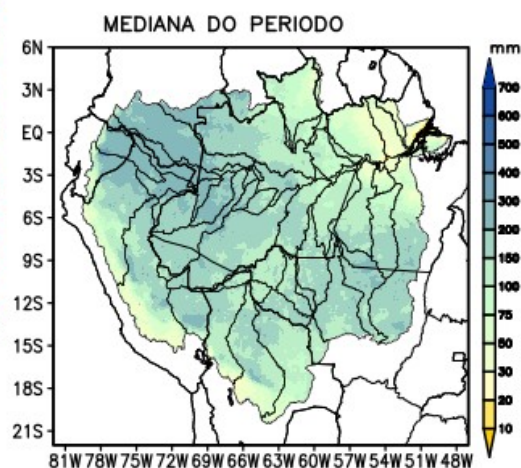 MEDIANA DO PERIODO
mm
6N
3N
EQ
3S
6S
9S
12S
15S
18S
21S
81W 78W 75W 72W 69W 66W 63W 60W 57W 54W 51W 48W
700
600
500
400
300
200
150
100
75
50
30
20
10